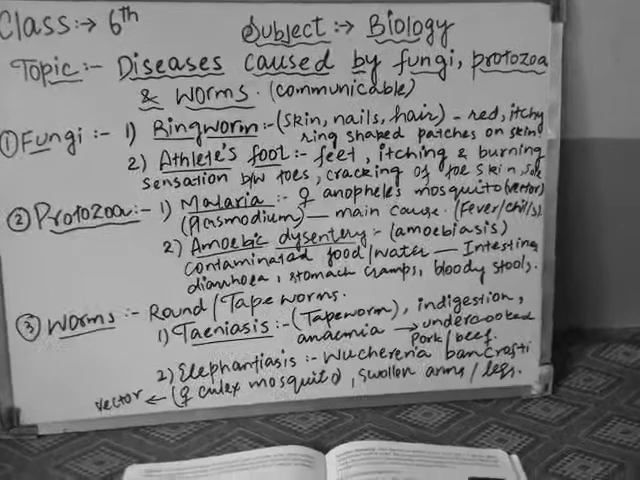 Class :→ 6th
Subject :→ Biology
Topic :- Diseases caused by fungi, protozoa
& worms. (communicable)
① Fungi :- 1) Ringworm :- (skin, nails, hair) - red, itchy
ring shaped patches on skin
2) Athlete's foot :- feet, itching & burning
sensation b/w toes, cracking of toe skin, sole
② Protozoa :- 1) Malaria :- ♀ anopheles mosquito (vector)
(Plasmodium) — main cause. (Fever/chills).
2) Amoebic dysentery :- (amoebiasis)
contaminated food/water — Intestine
diarrhoea, stomach cramps, bloody stools.
③ Worms :- Round / Tape worms.
1) Taeniasis :- (Tapeworm), indigestion,
anaemia → undercooked
Pork / beef.
2) Elephantiasis :- Wuchereria bancrofti
vector ← (♀ culex mosquito), swollen arms / legs.